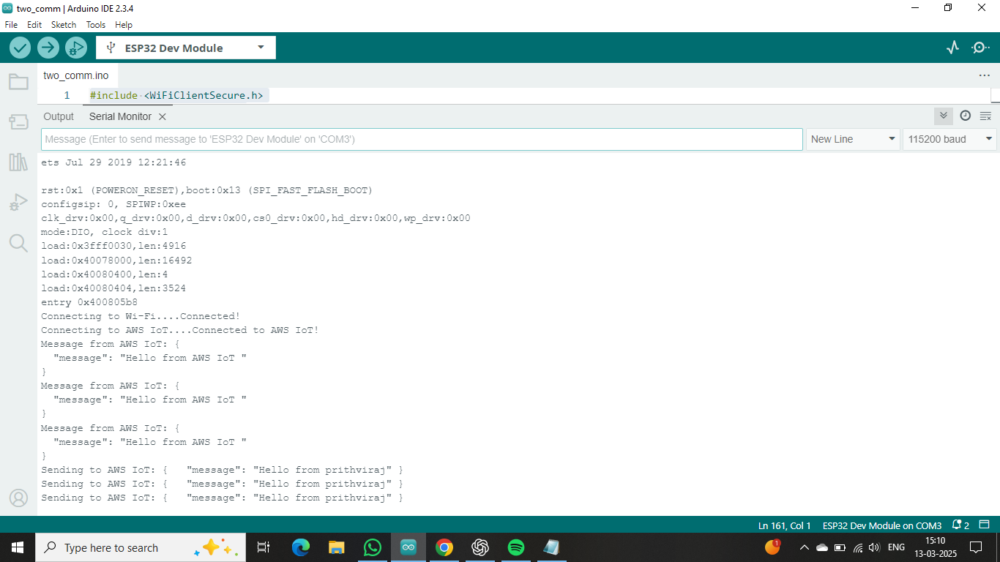 two_comm | Arduino IDE 2.3.4
File Edit Sketch Tools Help
ESP32 Dev Module
two_comm.ino
1 #include <WiFiClientSecure.h>
Output Serial Monitor
Message (Enter to send message to 'ESP32 Dev Module' on 'COM3') New Line 115200 baud
ets Jul 29 2019 12:21:46
rst:0x1 (POWERON_RESET),boot:0x13 (SPI_FAST_FLASH_BOOT)
configsip: 0, SPIWP:0xee
clk_drv:0x00,q_drv:0x00,d_drv:0x00,cs0_drv:0x00,hd_drv:0x00,wp_drv:0x00
mode:DIO, clock div:1
load:0x3fff0030,len:4916
load:0x40078000,len:16492
load:0x40080400,len:4
load:0x40080404,len:3524
entry 0x400805b8
Connecting to Wi-Fi....Connected!
Connecting to AWS IoT....Connected to AWS IoT!
Message from AWS IoT: {
  "message": "Hello from AWS IoT "
}
Message from AWS IoT: {
  "message": "Hello from AWS IoT "
}
Message from AWS IoT: {
  "message": "Hello from AWS IoT "
}
Sending to AWS IoT: {   "message": "Hello from prithviraj" }
Sending to AWS IoT: {   "message": "Hello from prithviraj" }
Sending to AWS IoT: {   "message": "Hello from prithviraj" }
Ln 161, Col 1 ESP32 Dev Module on COM3 2
Type here to search 1 ENG 15:10
13-03-2025